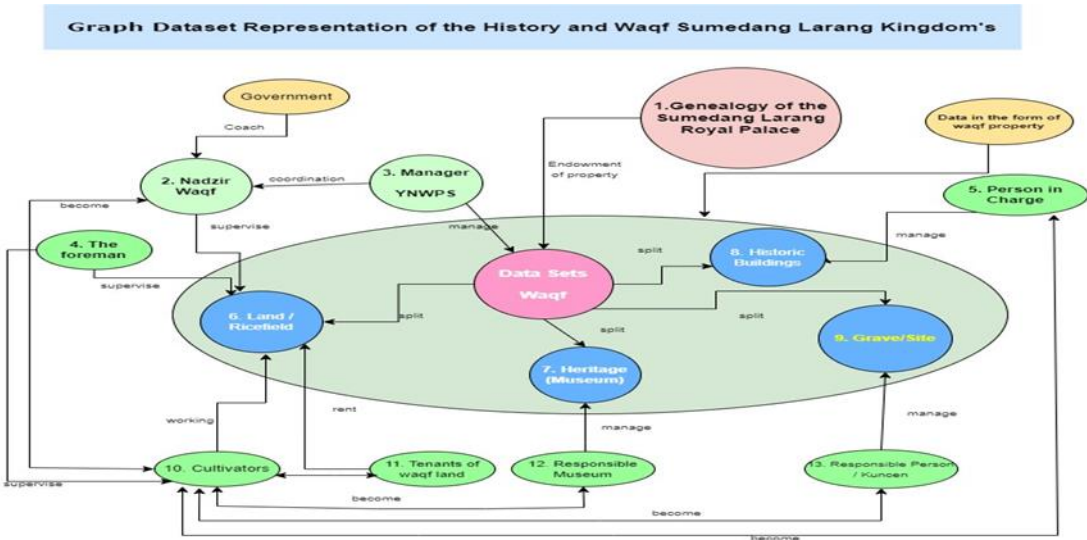 Graph Dataset Representation of the History and Waqf Sumedang Larang Kingdom's
Government
Coach
1.Genealogy of the
Sumedang Larang
Royal Palace
Data in the form of
waqf property
2. Nadzir
Waqf
coordination
3. Manager
YNWPS
Endowment
of property
5. Person in
Charge
become
supervise
manage
manage
4. The
foreman
supervise
split
8. Historic
Buildings
Data Sets
Waqf
6. Land /
Ricefield
split
split
split
9. Grave/Site
7. Heritage
(Museum)
working
rent
manage
manage
10. Cultivators
11. Tenants of
waqf land
12. Responsible
Museum
13. Responsible Person
/ Kuncen
supervise
become
become
become